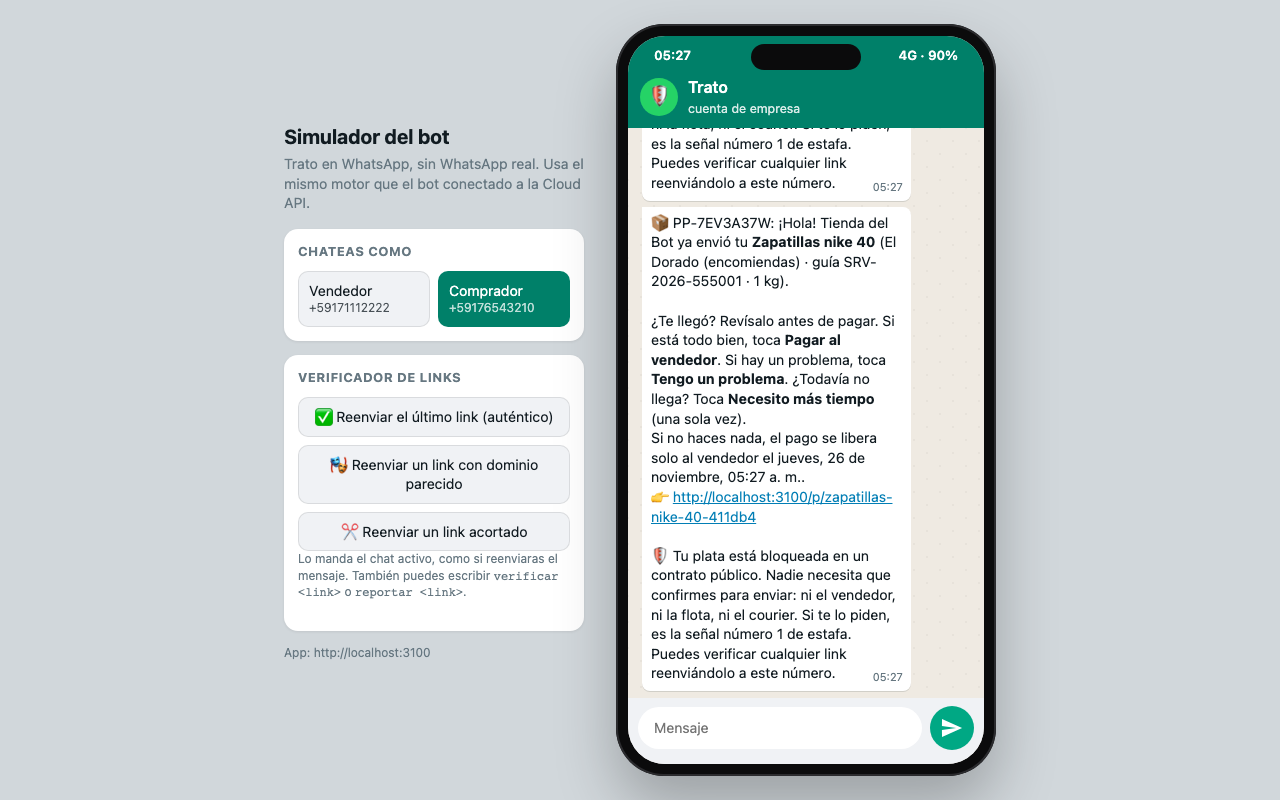 Simulador del bot
Trato en WhatsApp, sin WhatsApp real. Usa el
mismo motor que el bot conectado a la Cloud
API.
CHATEAS COMO
Vendedor
+59171112222
Comprador
+59176543210
VERIFICADOR DE LINKS
✅ Reenviar el último link (auténtico)
🎭 Reenviar un link con dominio
parecido
✂️ Reenviar un link acortado
Lo manda el chat activo, como si reenviaras el
mensaje. También puedes escribir verificar
<link> o reportar <link>.
App: http://localhost:3100
05:27
4G · 90%
Trato
cuenta de empresa
es la señal número 1 de estafa.
Puedes verificar cualquier link
reenviándolo a este número.
05:27
📦 PP-7EV3A37W: ¡Hola! Tienda del
Bot ya envió tu Zapatillas nike 40 (El
Dorado (encomiendas) · guía SRV-
2026-555001 · 1 kg).
¿Te llegó? Revísalo antes de pagar. Si
está todo bien, toca Pagar al
vendedor. Si hay un problema, toca
Tengo un problema. ¿Todavía no
llega? Toca Necesito más tiempo
(una sola vez).
Si no haces nada, el pago se libera
solo al vendedor el jueves, 26 de
noviembre, 05:27 a. m..
👉 http://localhost:3100/p/zapatillas-
nike-40-411db4
🛡️ Tu plata está bloqueada en un
contrato público. Nadie necesita que
confirmes para enviar: ni el vendedor,
ni la flota, ni el courier. Si te lo piden,
es la señal número 1 de estafa.
Puedes verificar cualquier link
reenviándolo a este número.
05:27
Mensaje